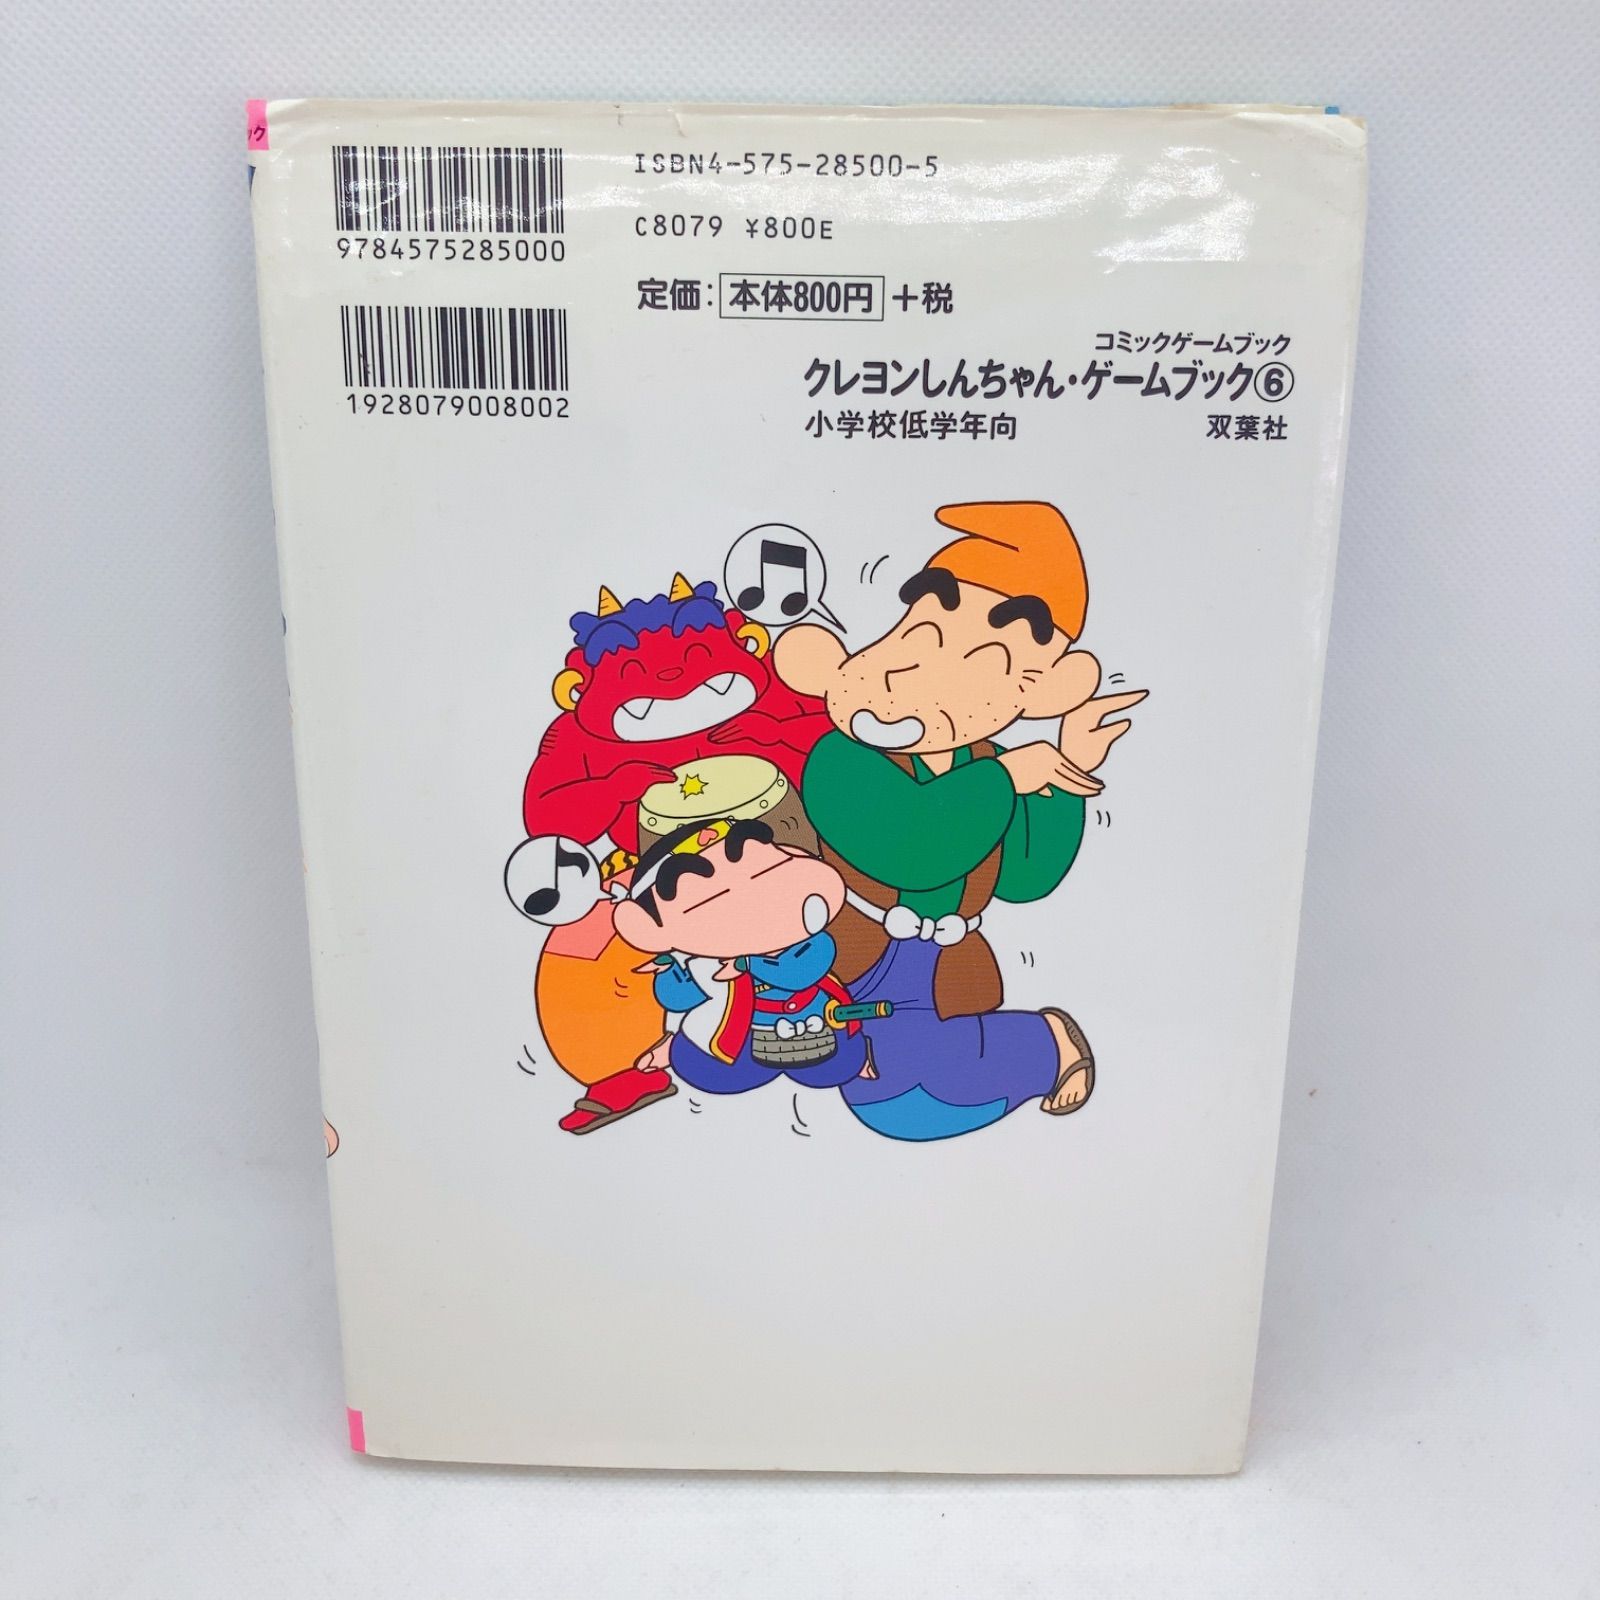 ック
ISBN4-575-28500-5
C8079 ¥800E
9784575285000
定価：本体800円＋税
1928079008002
コミックゲームブック
クレヨンしんちゃん・ゲームブック⑥
小学校低学年向
双葉社